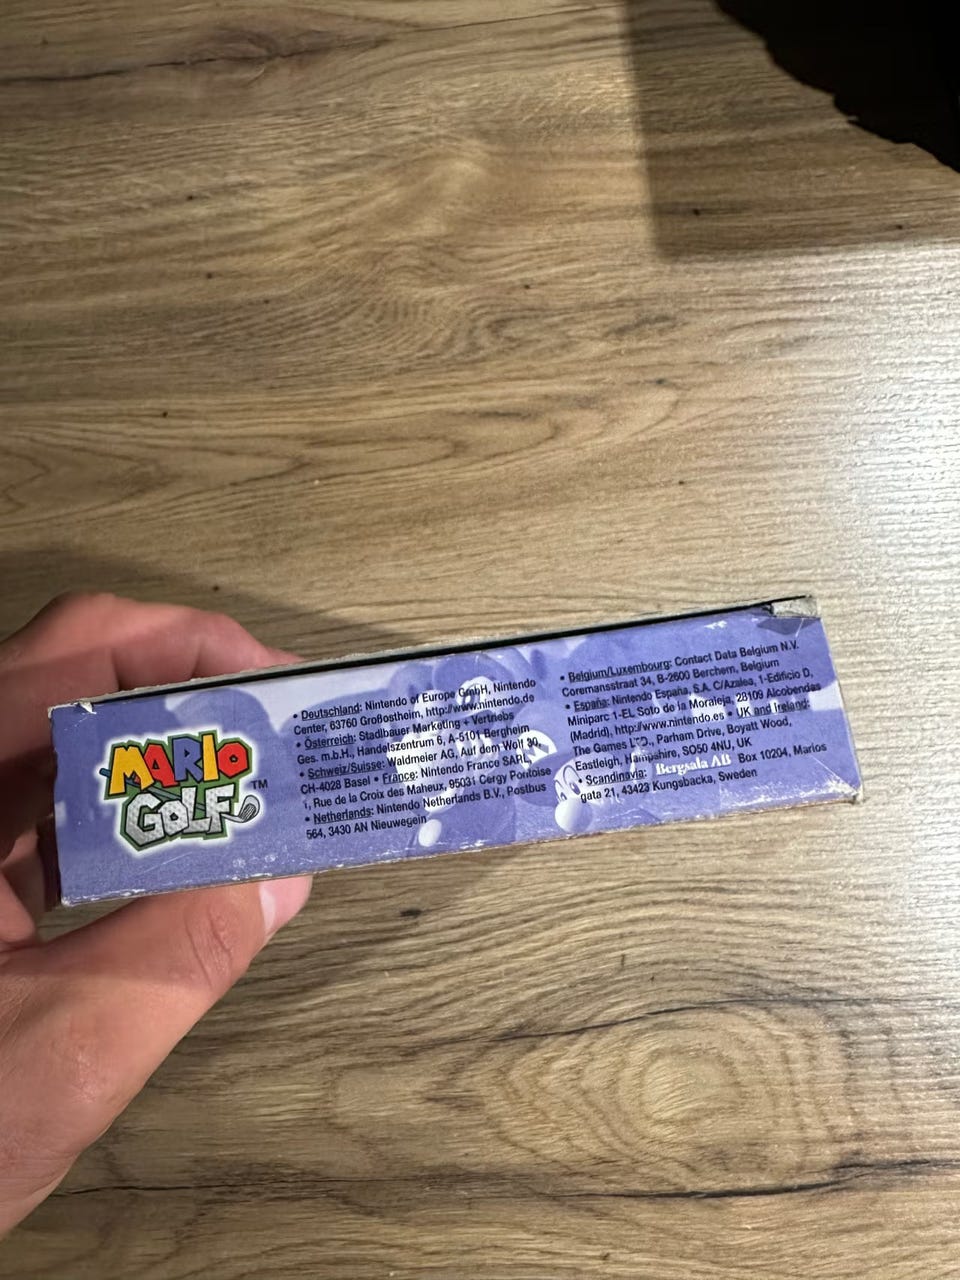 MARIO
GOLF™
• Deutschland: Nintendo of Europe GmbH, Nintendo
Center, 63760 Großostheim, http://www.nintendo.de
• Österreich: Stadlbauer Marketing + Vertriebs
Ges. m.b.H., Handelszentrum 6, A-5101 Bergheim
• Schweiz/Suisse: Waldmeier AG, Auf dem Wolf 30,
CH-4028 Basel • France: Nintendo France SARL,
1, Rue de la Croix des Maheux, 95031 Cergy Pontoise
• Netherlands: Nintendo Netherlands B.V., Postbus
564, 3430 AN Nieuwegein
• Belgium/Luxembourg: Contact Data Belgium N.V.
Coremansstraat 34, B-2600 Berchem, Belgium
• España: Nintendo España, S.A. C/Azalea, 1-Edificio D,
Miniparc 1-EL Soto de la Moraleja, 28109 Alcobendas
(Madrid), http://www.nintendo.es • UK and Ireland:
The Games LTD., Parham Drive, Boyatt Wood,
Eastleigh, Hampshire, SO50 4NU, UK
• Scandinavia: Bergsala AB Box 10204, Marios
gata 21, 43423 Kungsbacka, Sweden